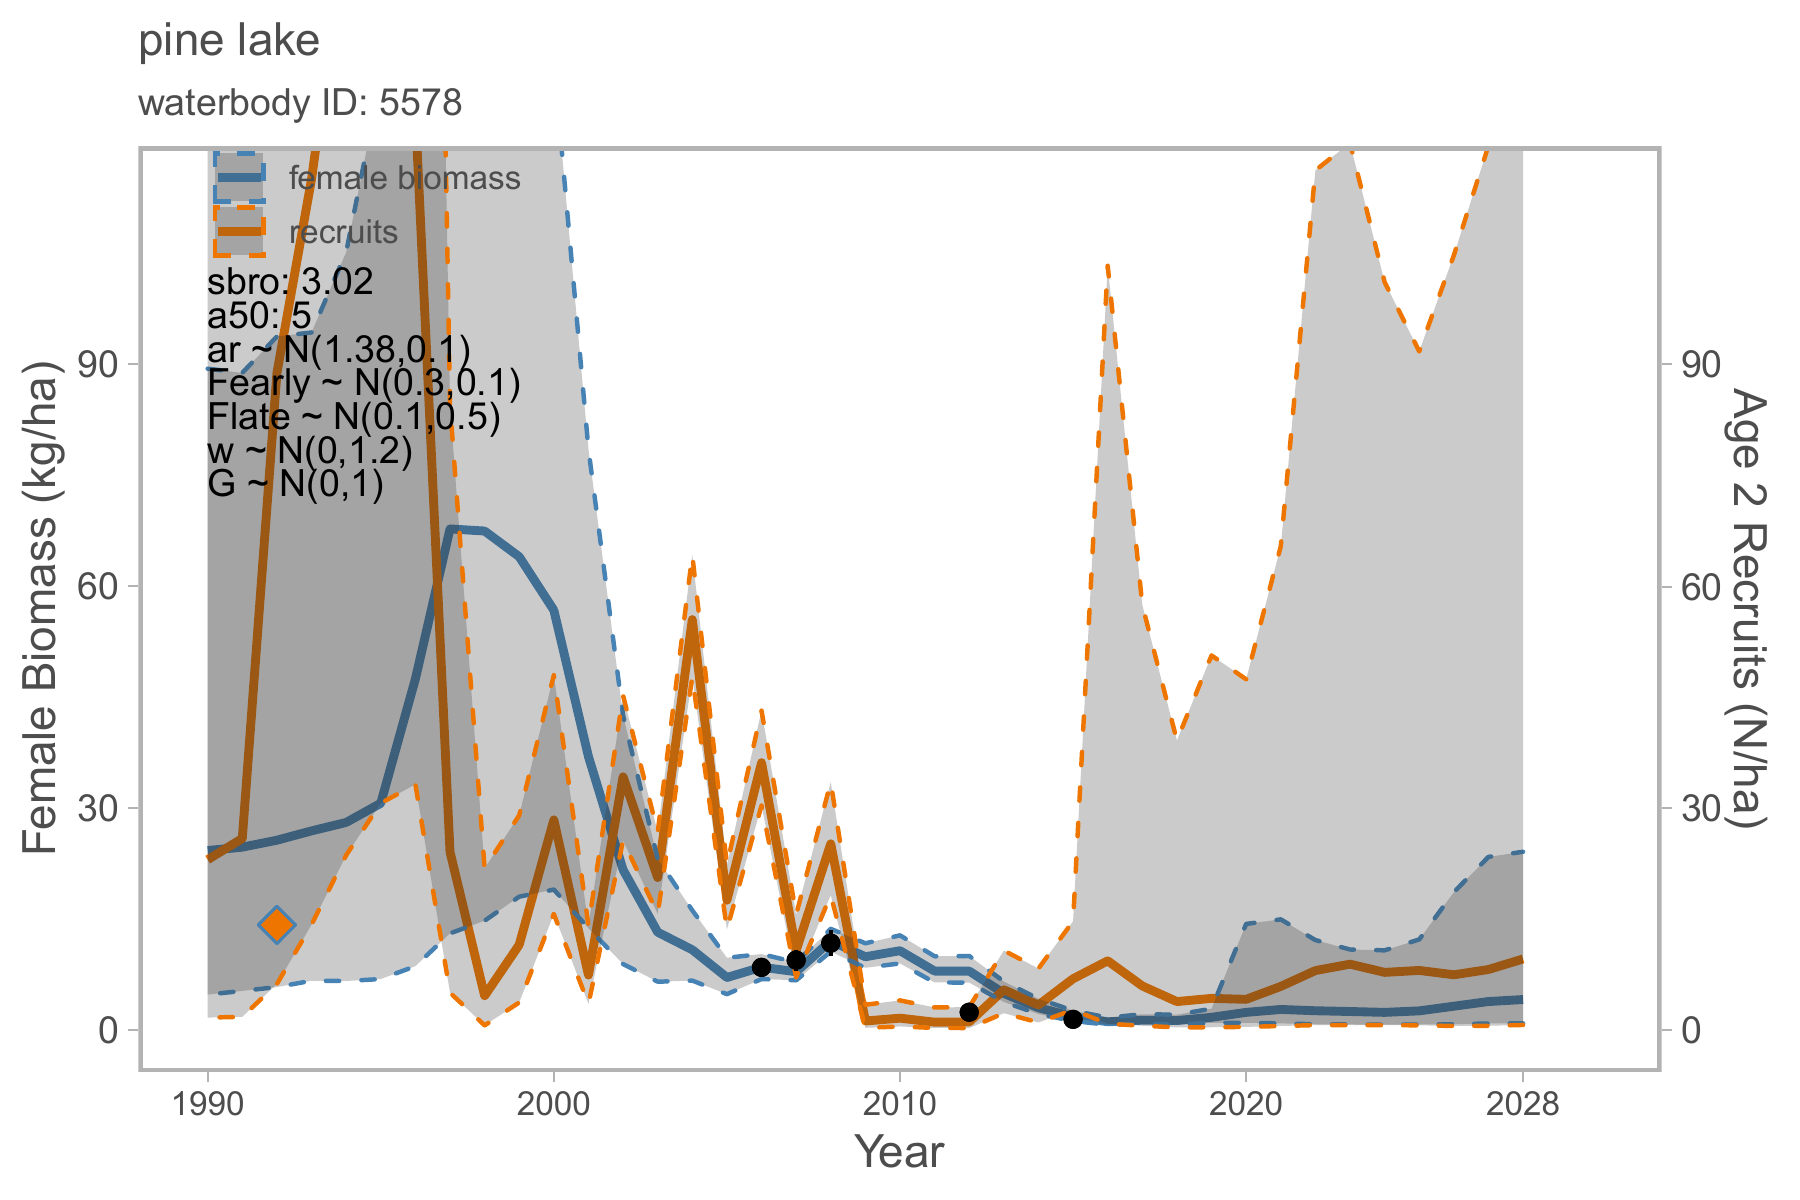 pine lake
waterbody ID: 5578
female biomass
recruits
sbro: 3.02
a50: 5
ar ~ N(1.38,0.1)
Fearly ~ N(0.3,0.1)
Flate ~ N(0.1,0.5)
w ~ N(0,1.2)
G ~ N(0,1)
Female Biomass (kg/ha)
90
60
30
0
90
60
30
0
Age 2 Recruits (N/ha)
1990 2000 2010 2020 2028
Year